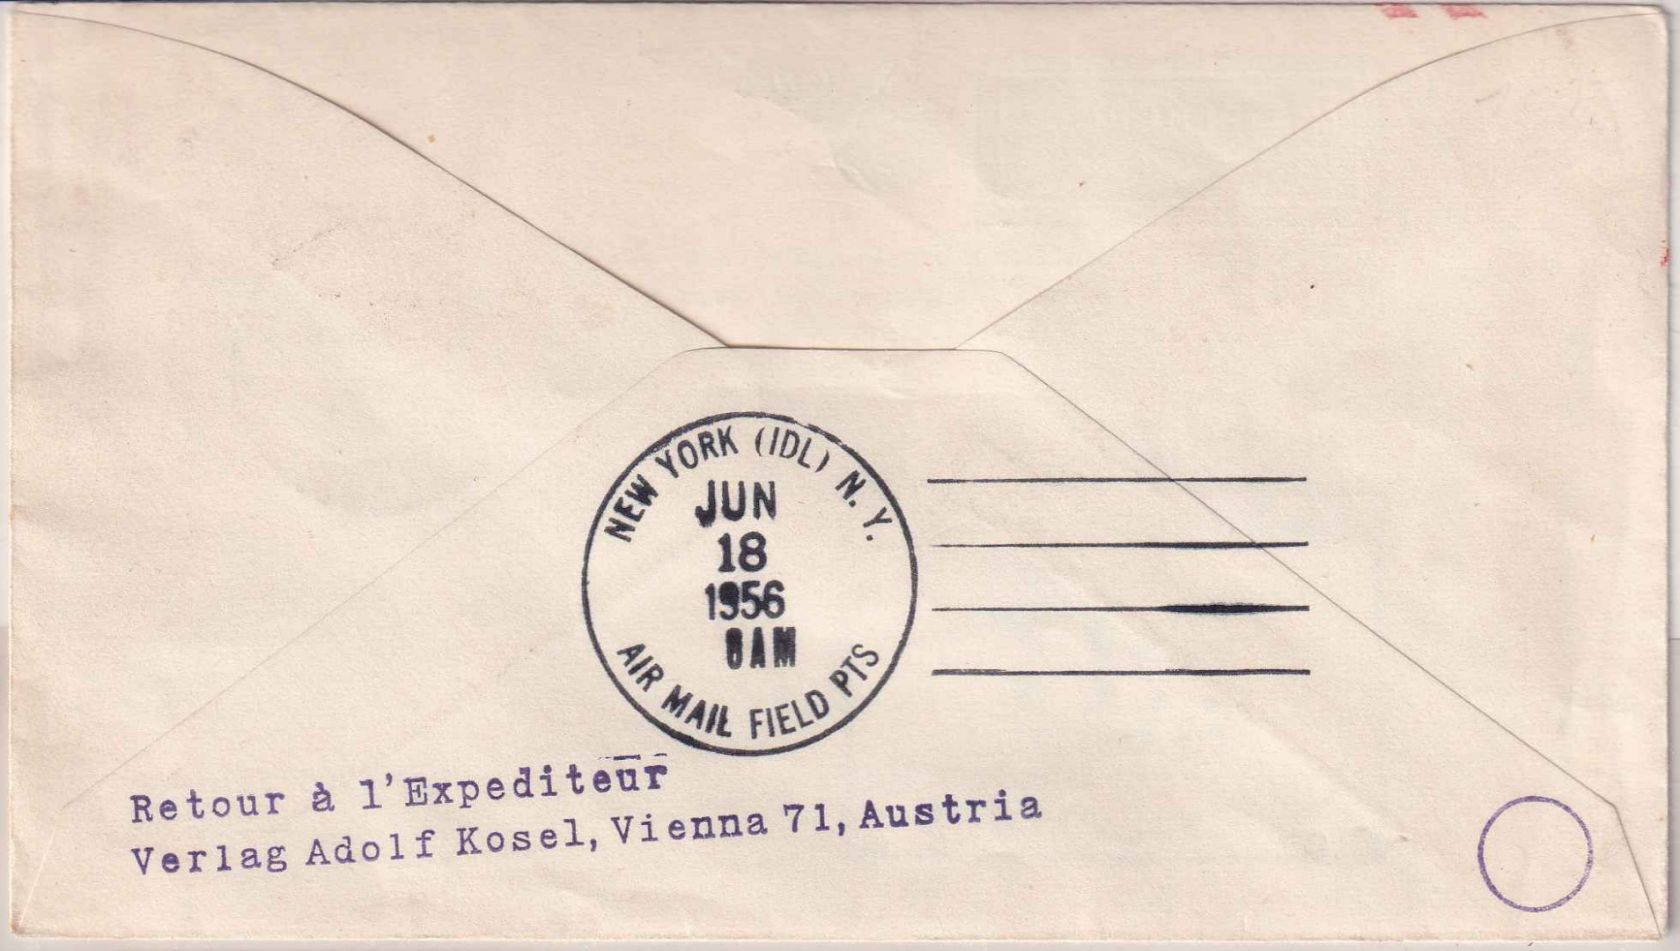 NEW YORK (IDL) N.Y.
JUN
18
1956
8AM
AIR MAIL FIELD PTS
Retour à l'Expediteur
Verlag Adolf Kosel, Vienna 71, Austria